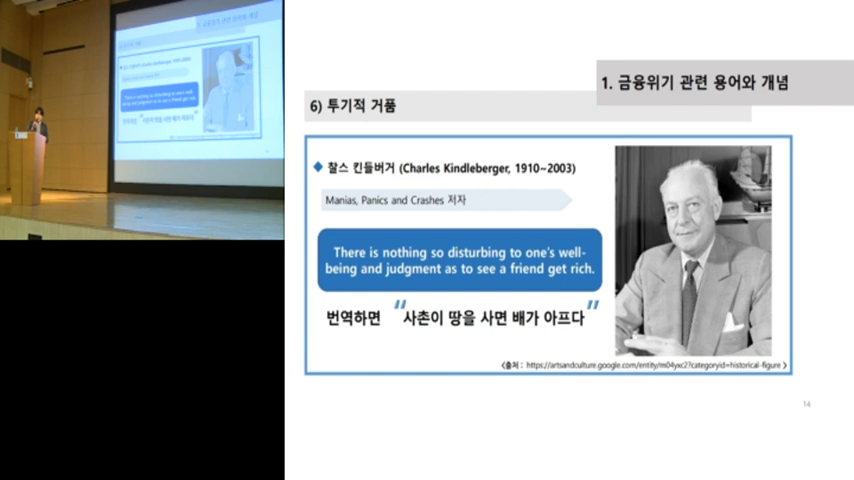 1. 금융위기 관련 용어와 개념
6) 투기적 거품
찰스 킨들버거 (Charles Kindleberger, 1910~2003)
Manias, Panics and Crashes 저자
There is nothing so disturbing to one's well-
being and judgment as to see a friend get rich.
번역하면 "사촌이 땅을 사면 배가 아프다"
<출처 : https://artsandculture.google.com/entity/m04yxc2?categoryid=historical-figure >
14